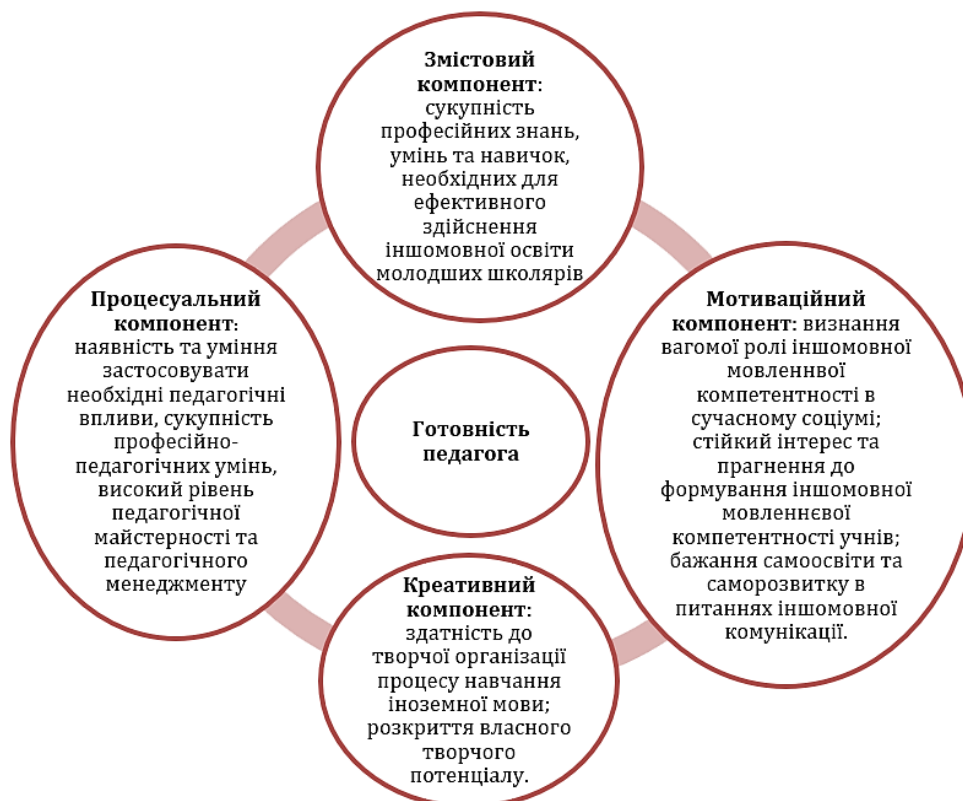 Змістовий
компонент:
сукупність
професійних знань,
умінь та навичок,
необхідних для
ефективного
здійснення
іншомовної освіти
молодших школярів
Процесуальний
компонент:
наявність та уміння
застосовувати
необхідні педагогічні
впливи, сукупність
професійно-
педагогічних умінь,
високий рівень
педагогічної
майстерності та
педагогічного
менеджменту
Готовність
педагога
Мотиваційний
компонент: визнання
вагомої ролі іншомовної
мовленнвої
компетентності в
сучасному соціумі;
стійкий інтерес та
прагнення до
формування іншомовної
мовленнєвої
компетентності учнів;
бажання самоосвіти та
саморозвитку в
питаннях іншомовної
комунікації.
Креативний
компонент:
здатність до
творчої організації
процесу навчання
іноземної мови;
розкриття власного
творчого
потенціалу.